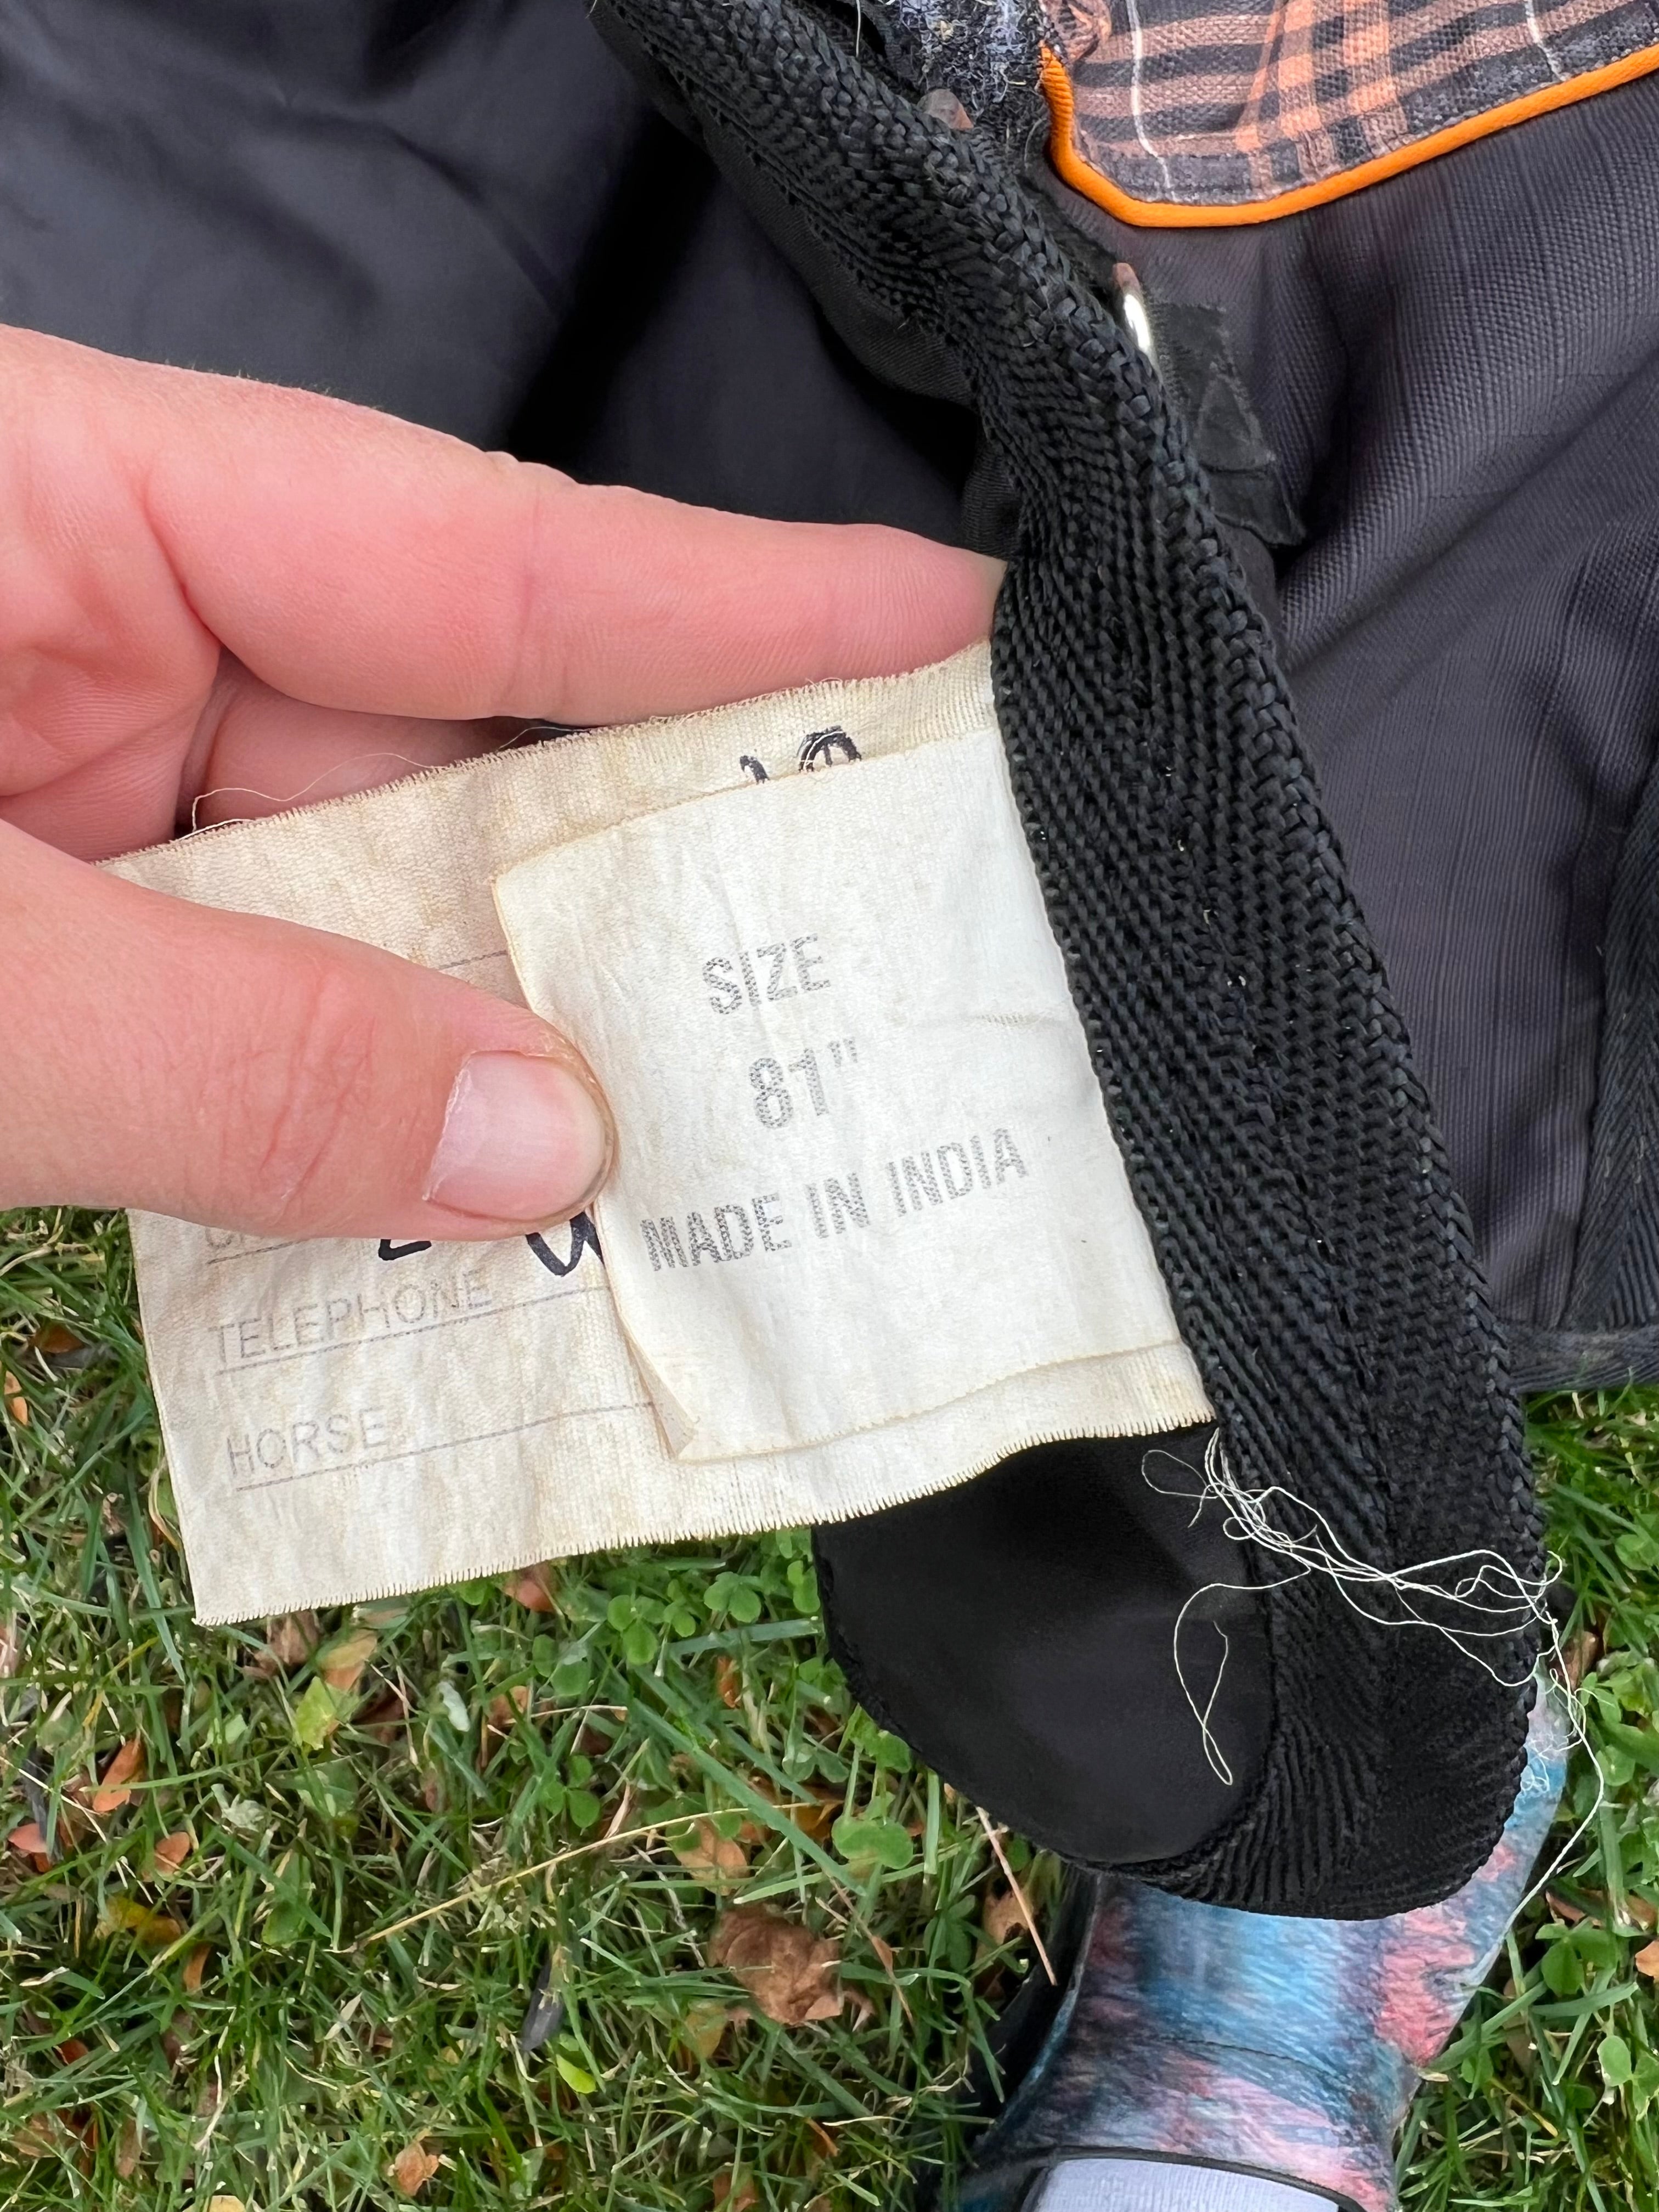 SIZE
81"
MADE IN INDIA
TELEPHONE
HORSE